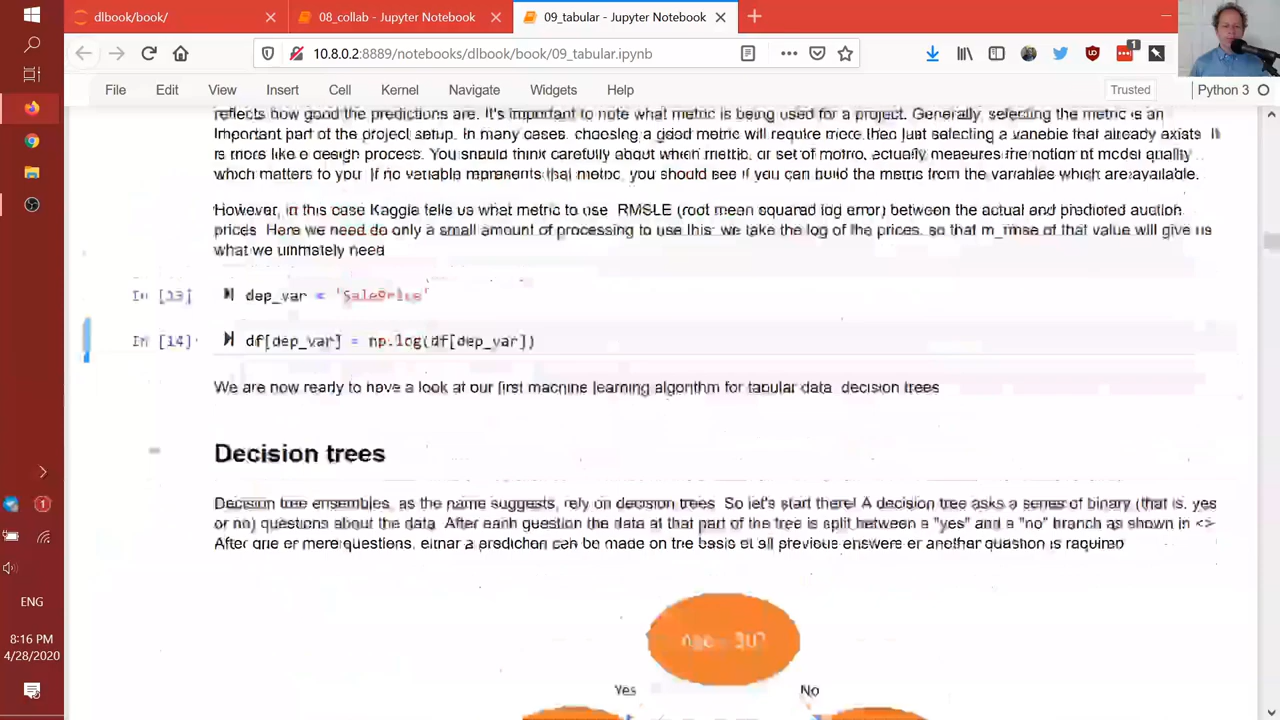 dlbook/book/
08_collab - Jupyter Notebook
09_tabular - Jupyter Notebook
10.8.0.2:8889/notebooks/dlbook/book/09_tabular.ipynb
1
File Edit View Insert Cell Kernel Navigate Widgets Help Trusted Python 3
reflects how good the predictions are. It's important to note what metric is being used for a project. Generally, selecting the metric is an
important part of the project setup. In many cases, choosing a good metric will require more than just selecting a variable that already exists. It
is more like a design process. You should think carefully about which metric, or set of metric, actually measures the notion of model quality
which matters to you. If no variable represents that metric, you should see if you can build the metric from the variables which are available.
However, in this case Kaggle tells us what metric to use: RMSLE (root mean squared log error) between the actual and predicted auction
prices. Here we need do only a small amount of processing to use this: we take the log of the prices, so that m_rmse of that value will give us
what we ultimately need.
In [13] dep_var = 'SalePrice'
In [14] df[dep_var] = np.log(df[dep_var])
We are now ready to have a look at our first machine learning algorithm for tabular data: decision trees.
Decision trees
Decision tree ensembles, as the name suggests, rely on decision trees. So let's start there! A decision tree asks a series of binary (that is, yes
or no) questions about the data. After each question the data at that part of the tree is split between a "yes" and a "no" branch as shown in <>.
After one or more questions, either a prediction can be made on the basis of all previous answers or another question is required.
Yes
No
1
ENG
8:16 PM
4/28/2020